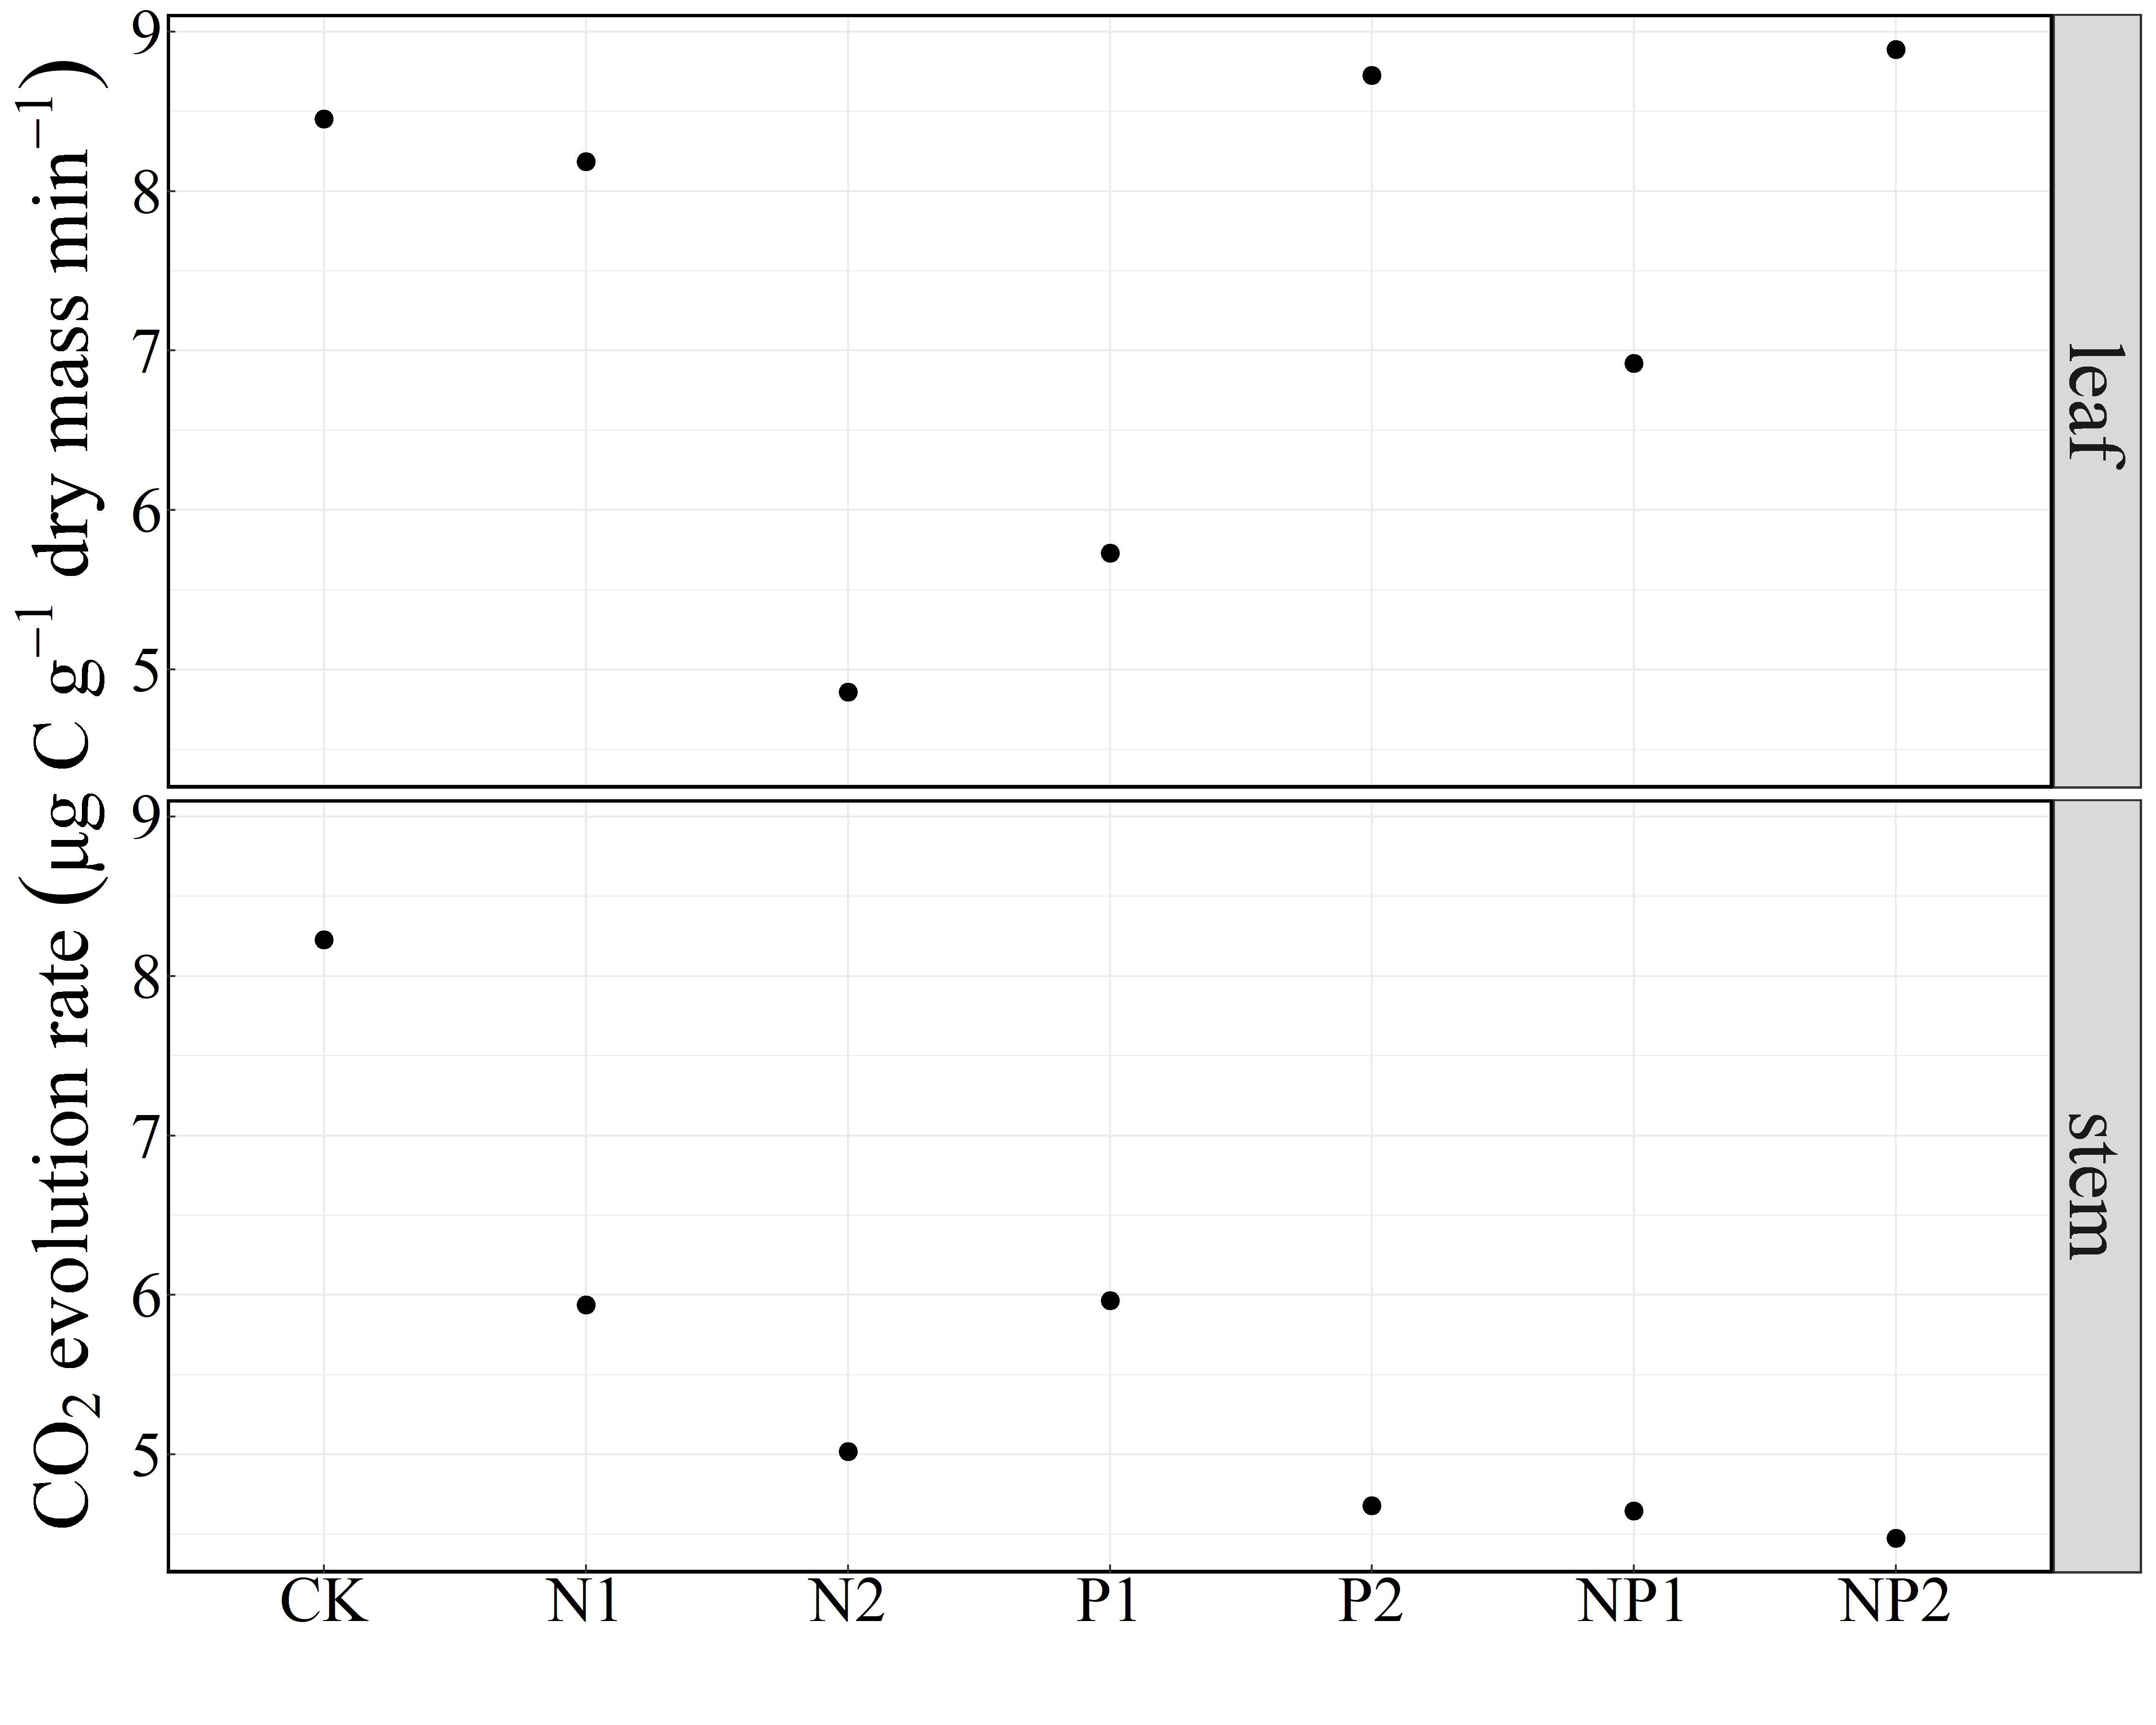 CO₂ evolution rate (μg C g⁻¹ dry mass min⁻¹)
9
8
7
6
5
leaf
9
8
7
6
5
stem
CK N1 N2 P1 P2 NP1 NP2